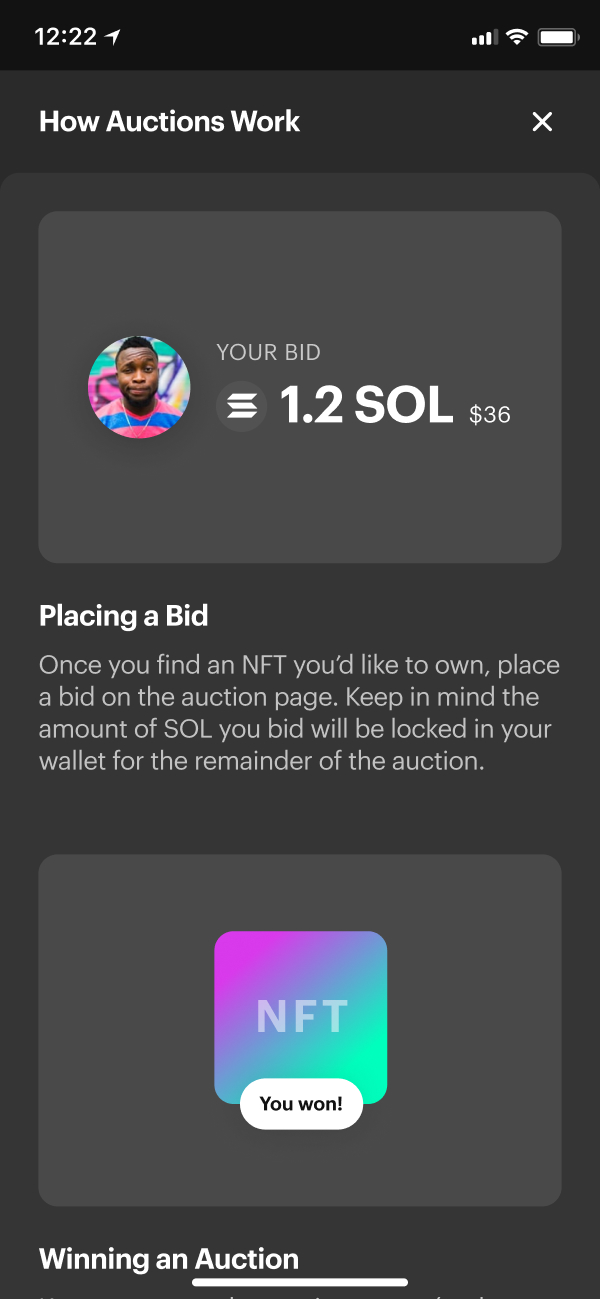 12:22
How Auctions Work
YOUR BID
1.2 SOL $36
Placing a Bid
Once you find an NFT you’d like to own, place
a bid on the auction page. Keep in mind the
amount of SOL you bid will be locked in your
wallet for the remainder of the auction.
NFT
You won!
Winning an Auction